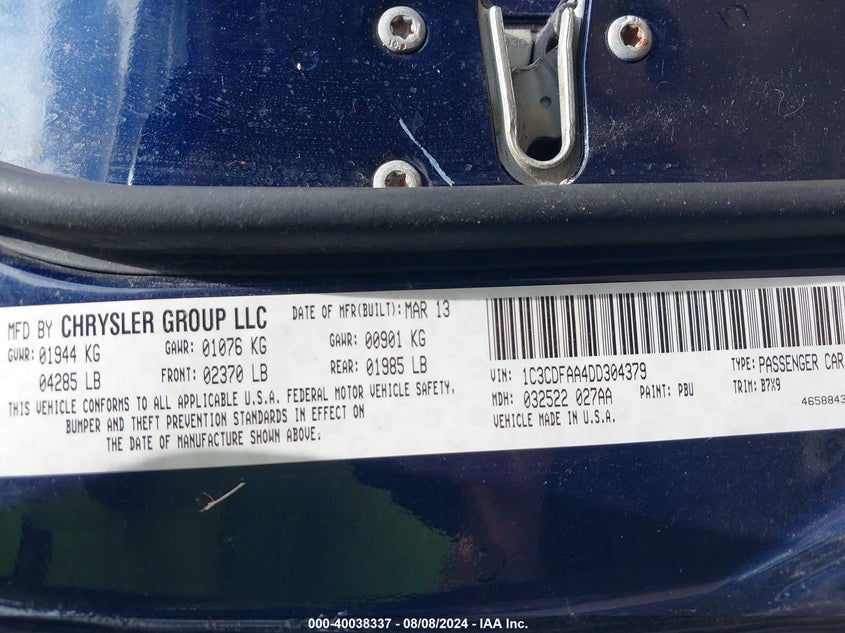 MFD BY CHRYSLER GROUP LLC DATE OF MFR(BUILT): MAR 13
GVWR: 01944 KG GAWR: 01076 KG GAWR: 00901 KG
04285 LB FRONT: 02370 LB REAR: 01985 LB
THIS VEHICLE CONFORMS TO ALL APPLICABLE U.S.A. FEDERAL MOTOR VEHICLE SAFETY,
BUMPER AND THEFT PREVENTION STANDARDS IN EFFECT ON
THE DATE OF MANUFACTURE SHOWN ABOVE.
VIN: 1C3CDFAA4DD304379 TYPE: PASSENGER CAR
MDH: 032522 027AA PAINT: PBU TRIM: B7X9
VEHICLE MADE IN U.S.A. 4658843
000-40038337 - 08/08/2024 - IAA Inc.